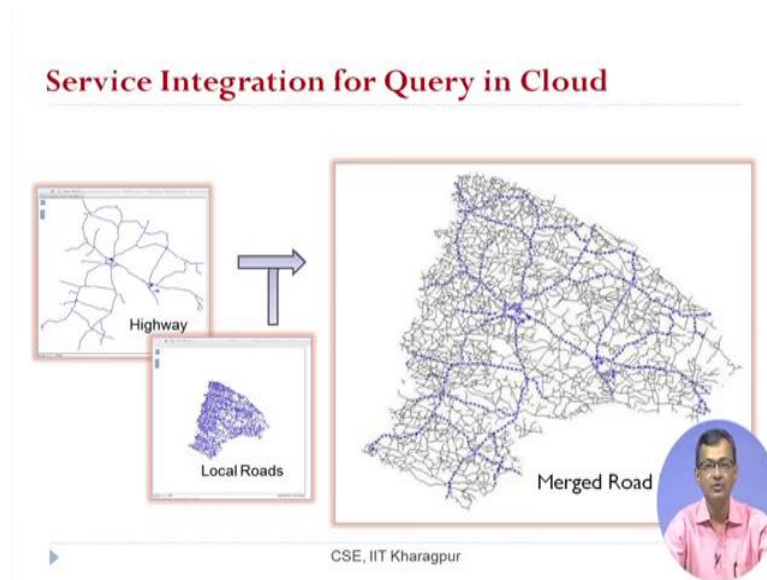 Service Integration for Query in Cloud
Highway
Local Roads
Merged Road
CSE, IIT Kharagpur